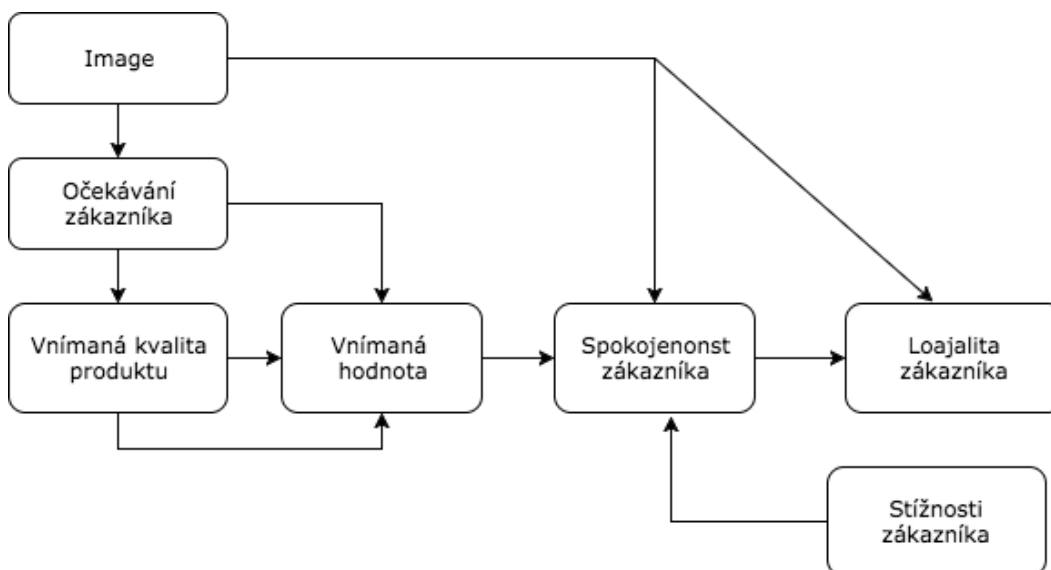 Image
Očekávání
zákazníka
Vnímaná kvalita
produktu
Vnímaná
hodnota
Spokojenonst
zákazníka
Loajalita
zákazníka
Stížnosti
zákazníka